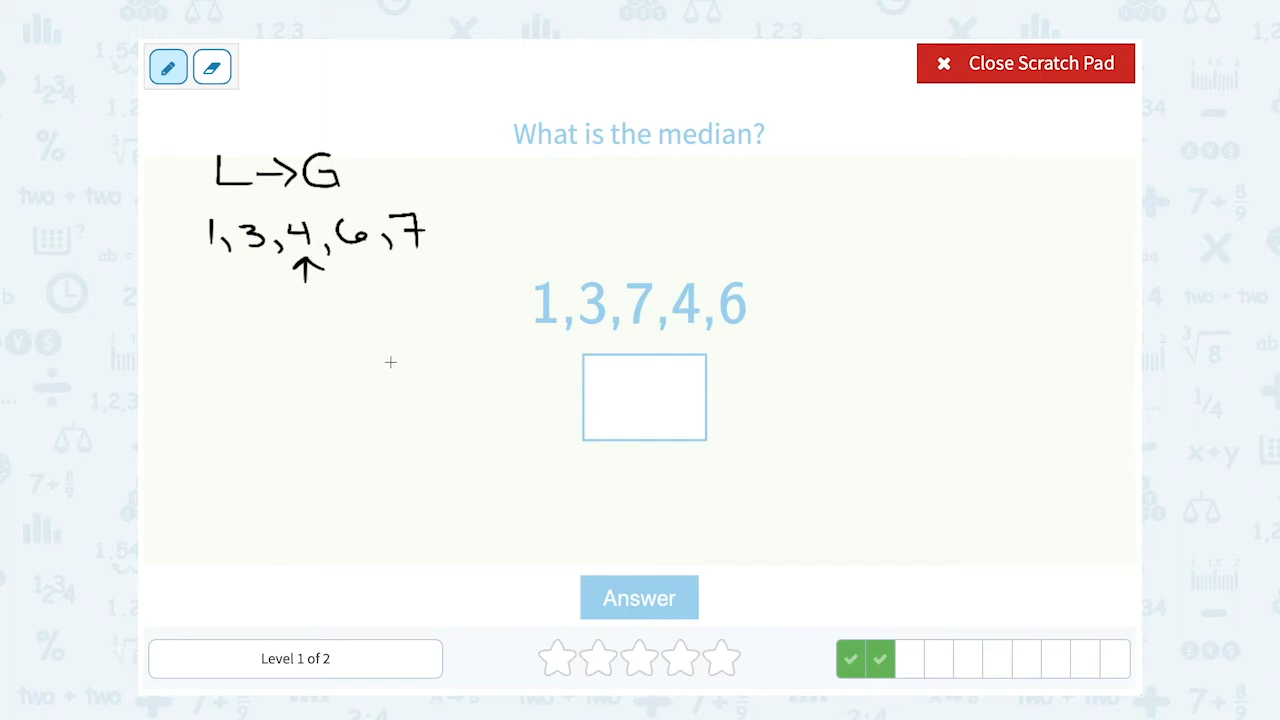 Close Scratch Pad
What is the median?
L→G
1,3,4,6,7
↑
1,3,7,4,6
Answer
Level 1 of 2